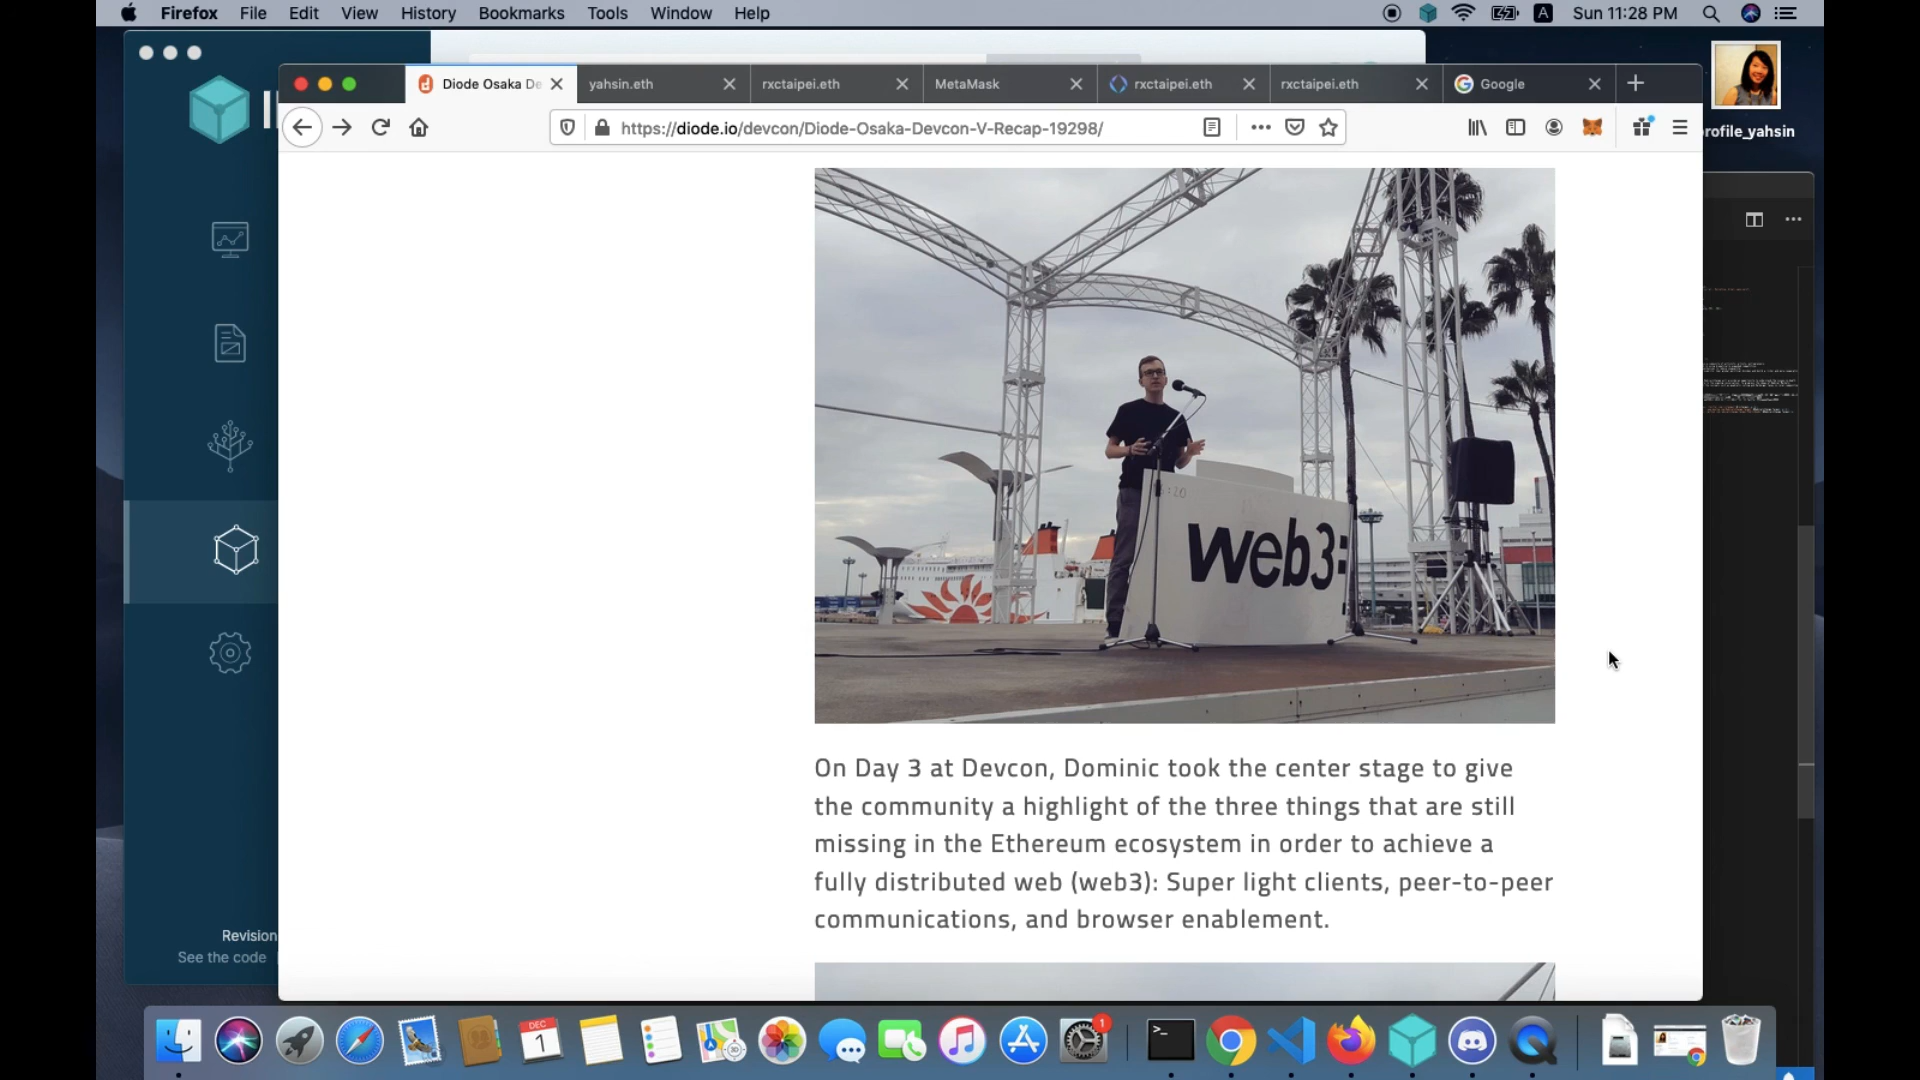 Firefox File Edit View History Bookmarks Tools Window Help
A Sun 11:28 PM
Diode Osaka De
yahsin.eth
rxctaipei.eth
MetaMask
rxctaipei.eth
rxctaipei.eth
Google
https://diode.io/devcon/Diode-Osaka-Devcon-V-Recap-19298/
profile_yahsin
web3:
On Day 3 at Devcon, Dominic took the center stage to give
the community a highlight of the three things that are still
missing in the Ethereum ecosystem in order to achieve a
fully distributed web (web3): Super light clients, peer-to-peer
communications, and browser enablement.
Revision
See the code
DEC
1
1